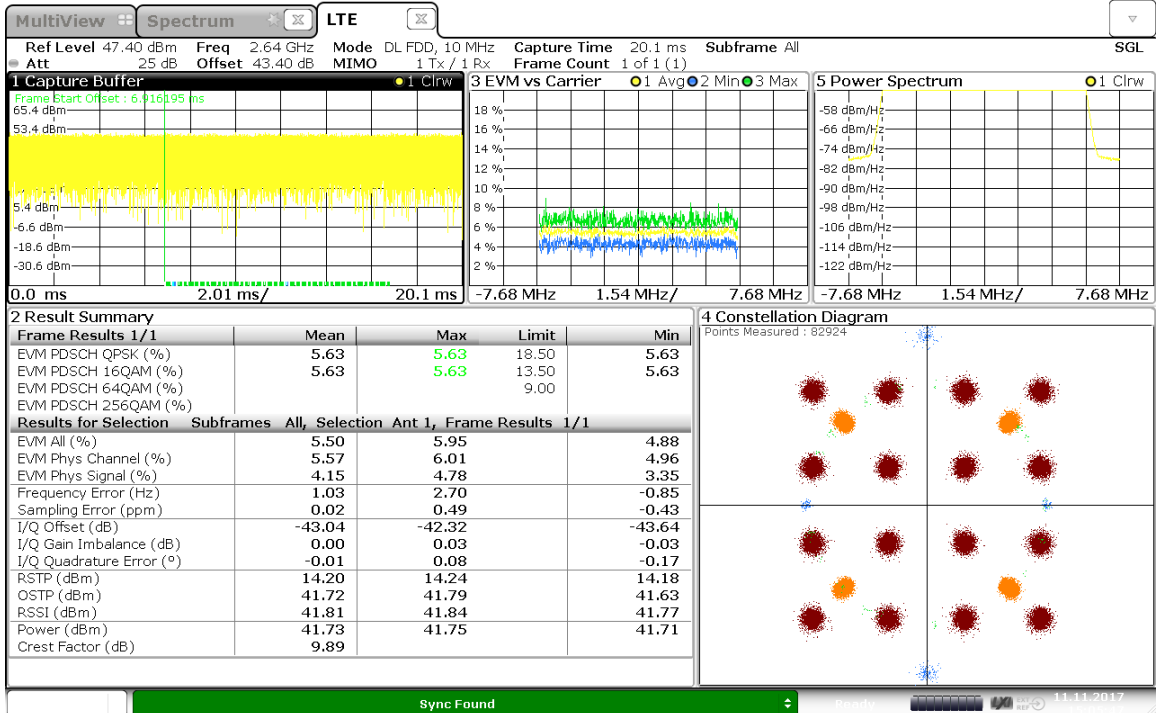 MultiView Spectrum LTE
Ref Level 47.40 dBm Freq 2.64 GHz Mode DL FDD, 10 MHz Capture Time 20.1 ms Subframe All SGL
Att 25 dB Offset 43.40 dB MIMO 1 Tx / 1 Rx Frame Count 1 of 1 (1)
1 Capture Buffer 1 Clrw
Frame Start Offset : 6.916195 ms
65.4 dBm
53.4 dBm
5.4 dBm
-6.6 dBm
-18.6 dBm
-30.6 dBm
0.0 ms 2.01 ms/ 20.1 ms
3 EVM vs Carrier 1 Avg 2 Min 3 Max
18 %
16 %
14 %
12 %
10 %
8 %
6 %
4 %
2 %
-7.68 MHz 1.54 MHz/ 7.68 MHz
5 Power Spectrum 1 Clrw
-58 dBm/Hz
-66 dBm/Hz
-74 dBm/Hz
-82 dBm/Hz
-90 dBm/Hz
-98 dBm/Hz
-106 dBm/Hz
-114 dBm/Hz
-122 dBm/Hz
-7.68 MHz 1.54 MHz/ 7.68 MHz
2 Result Summary
Frame Results 1/1 Mean Max Limit Min
EVM PDSCH QPSK (%) 5.63 5.63 18.50 5.63
EVM PDSCH 16QAM (%) 5.63 5.63 13.50 5.63
EVM PDSCH 64QAM (%) 9.00
EVM PDSCH 256QAM (%)
Results for Selection Subframes All, Selection Ant 1, Frame Results 1/1
EVM All (%) 5.50 5.95 4.88
EVM Phys Channel (%) 5.57 6.01 4.96
EVM Phys Signal (%) 4.15 4.78 3.35
Frequency Error (Hz) 1.03 2.70 -0.85
Sampling Error (ppm) 0.02 0.49 -0.43
I/Q Offset (dB) -43.04 -42.32 -43.64
I/Q Gain Imbalance (dB) 0.00 0.03 -0.03
I/Q Quadrature Error (°) -0.01 0.08 -0.17
RSTP (dBm) 14.20 14.24 14.18
OSTP (dBm) 41.72 41.79 41.63
RSSI (dBm) 41.81 41.84 41.77
Power (dBm) 41.73 41.75 41.71
Crest Factor (dB) 9.89
4 Constellation Diagram
Points Measured : 82924
Sync Found Ready LXI EXT REF 11.11.2017